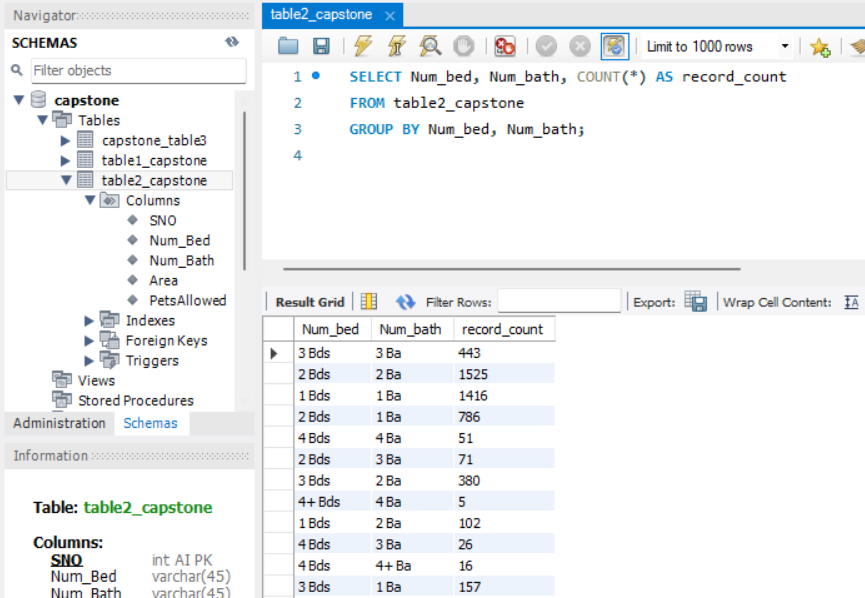 Navigator
SCHEMAS
Filter objects
capstone
Tables
capstone_table3
table1_capstone
table2_capstone
Columns
SNO
Num_Bed
Num_Bath
Area
PetsAllowed
Indexes
Foreign Keys
Triggers
Views
Stored Procedures
Administration Schemas
Information
Table: table2_capstone
Columns:
SNO int AI PK
Num_Bed varchar(45)
Num_Bath varchar(45)
table2_capstone
Limit to 1000 rows
1 SELECT Num_bed, Num_bath, COUNT(*) AS record_count
2 FROM table2_capstone
3 GROUP BY Num_bed, Num_bath;
4
Result Grid Filter Rows: Export: Wrap Cell Content: IA
Num_bed Num_bath record_count
3 Bds 3 Ba 443
2 Bds 2 Ba 1525
1 Bds 1 Ba 1416
2 Bds 1 Ba 786
4 Bds 4 Ba 51
2 Bds 3 Ba 71
3 Bds 2 Ba 380
4+ Bds 4 Ba 5
1 Bds 2 Ba 102
4 Bds 3 Ba 26
4 Bds 4+ Ba 16
3 Bds 1 Ba 157